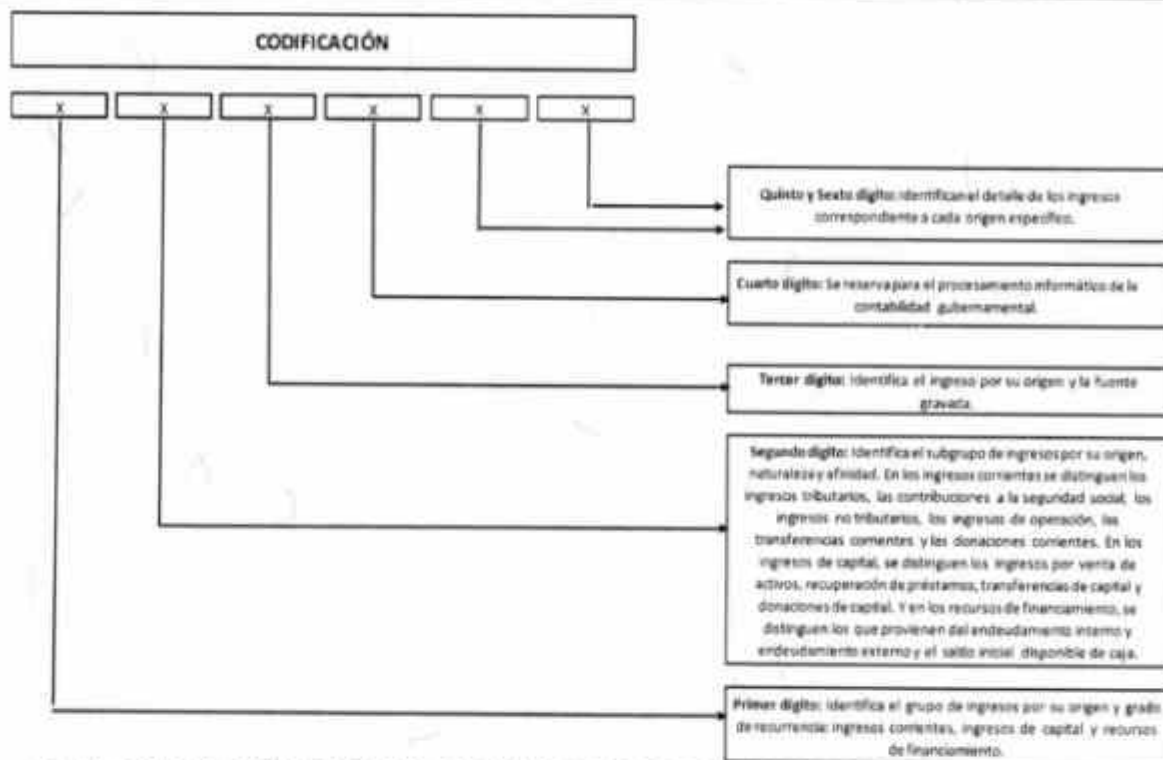 CODIFICACIÓN
X X X X X X
Quinto y Sexto dígito: Identifican el detalle de los ingresos
correspondiente a cada origen específico.
Cuarto dígito: Se reserva para el procesamiento informático de la
contabilidad gubernamental.
Tercer dígito: Identifica el ingreso por su origen y la fuente
gravada.
Segundo dígito: Identifica el subgrupo de ingresos por su origen,
naturaleza y afinidad. En los ingresos corrientes se distinguen los
ingresos tributarios, las contribuciones a la seguridad social, los
ingresos no tributarios, los ingresos de operación, las
transferencias corrientes y las donaciones corrientes. En los
ingresos de capital, se distinguen los ingresos por venta de
activos, recuperación de préstamos, transferencias de capital y
donaciones de capital. Y en los recursos de financiamiento, se
distinguen los que provienen del endeudamiento interno y
endeudamiento externo y el saldo inicial disponible de caja.
Primer dígito: Identifica el grupo de ingresos por su origen y grado
de recurrencia: ingresos corrientes, ingresos de capital y recursos
de financiamiento.